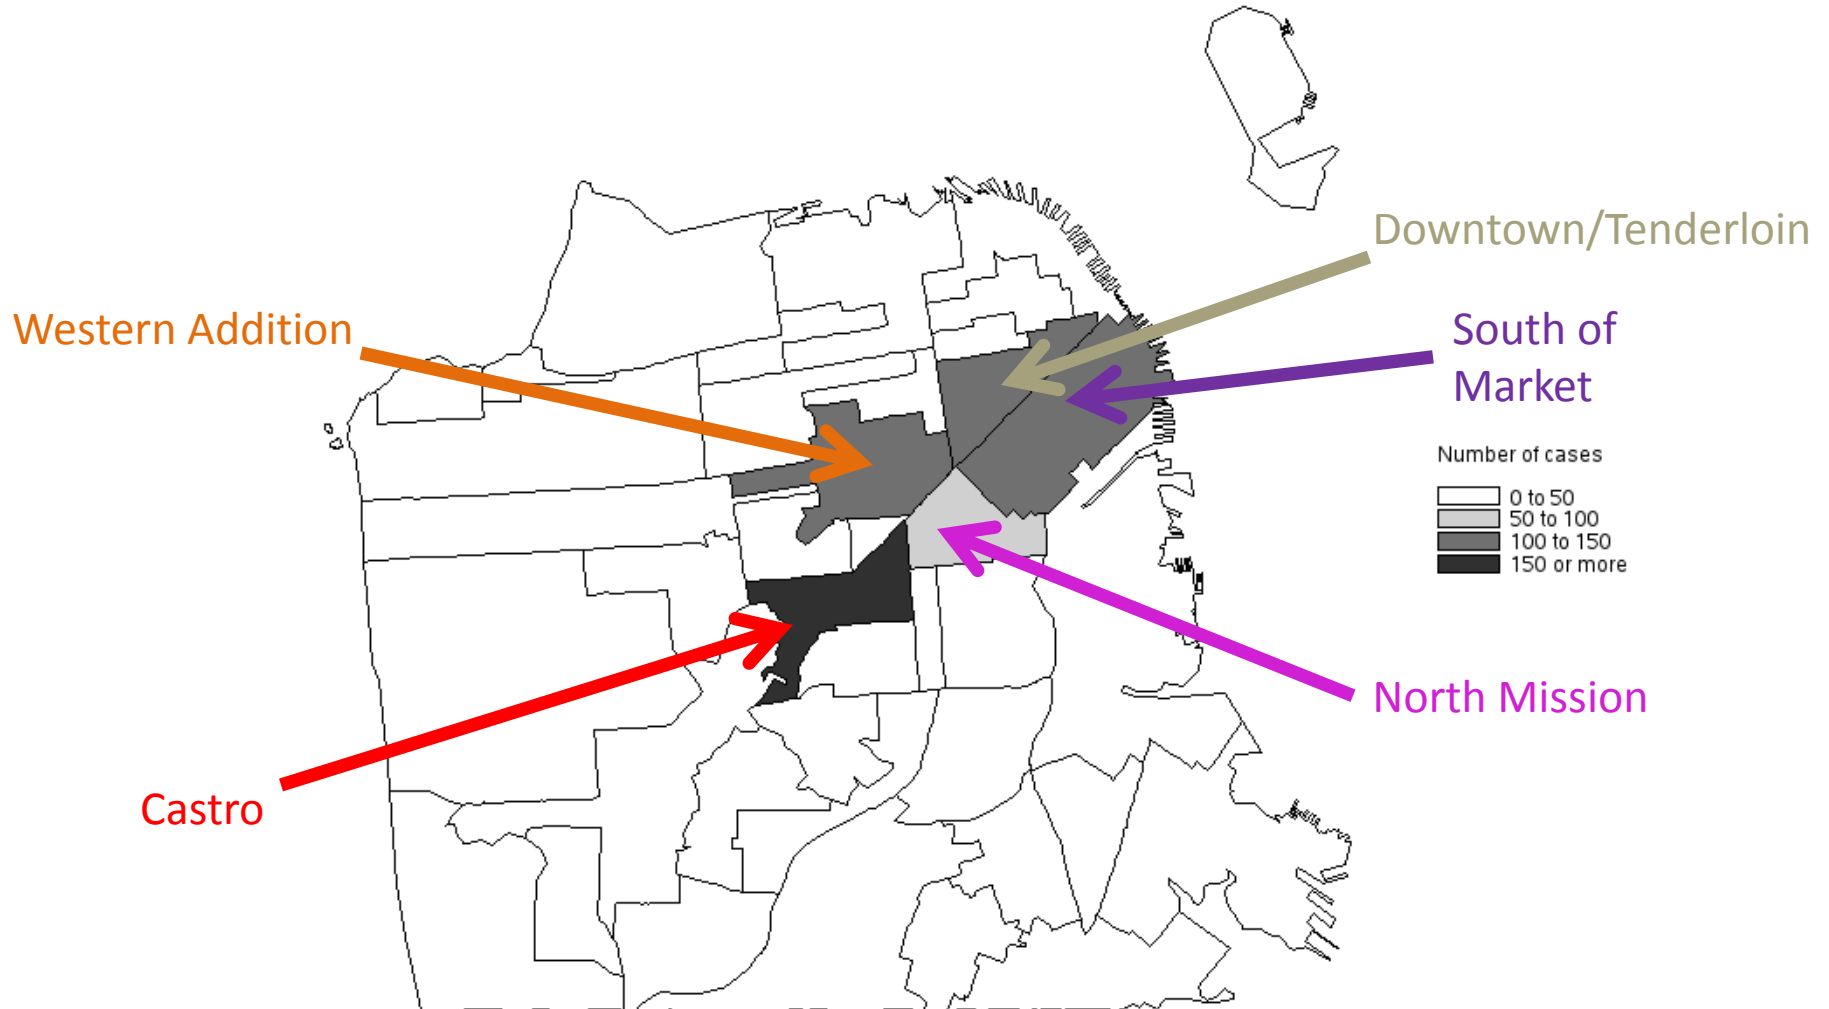 Downtown/Tenderloin
Western Addition
South of
Market
Number of cases
0 to 50
50 to 100
100 to 150
150 or more
North Mission
Castro